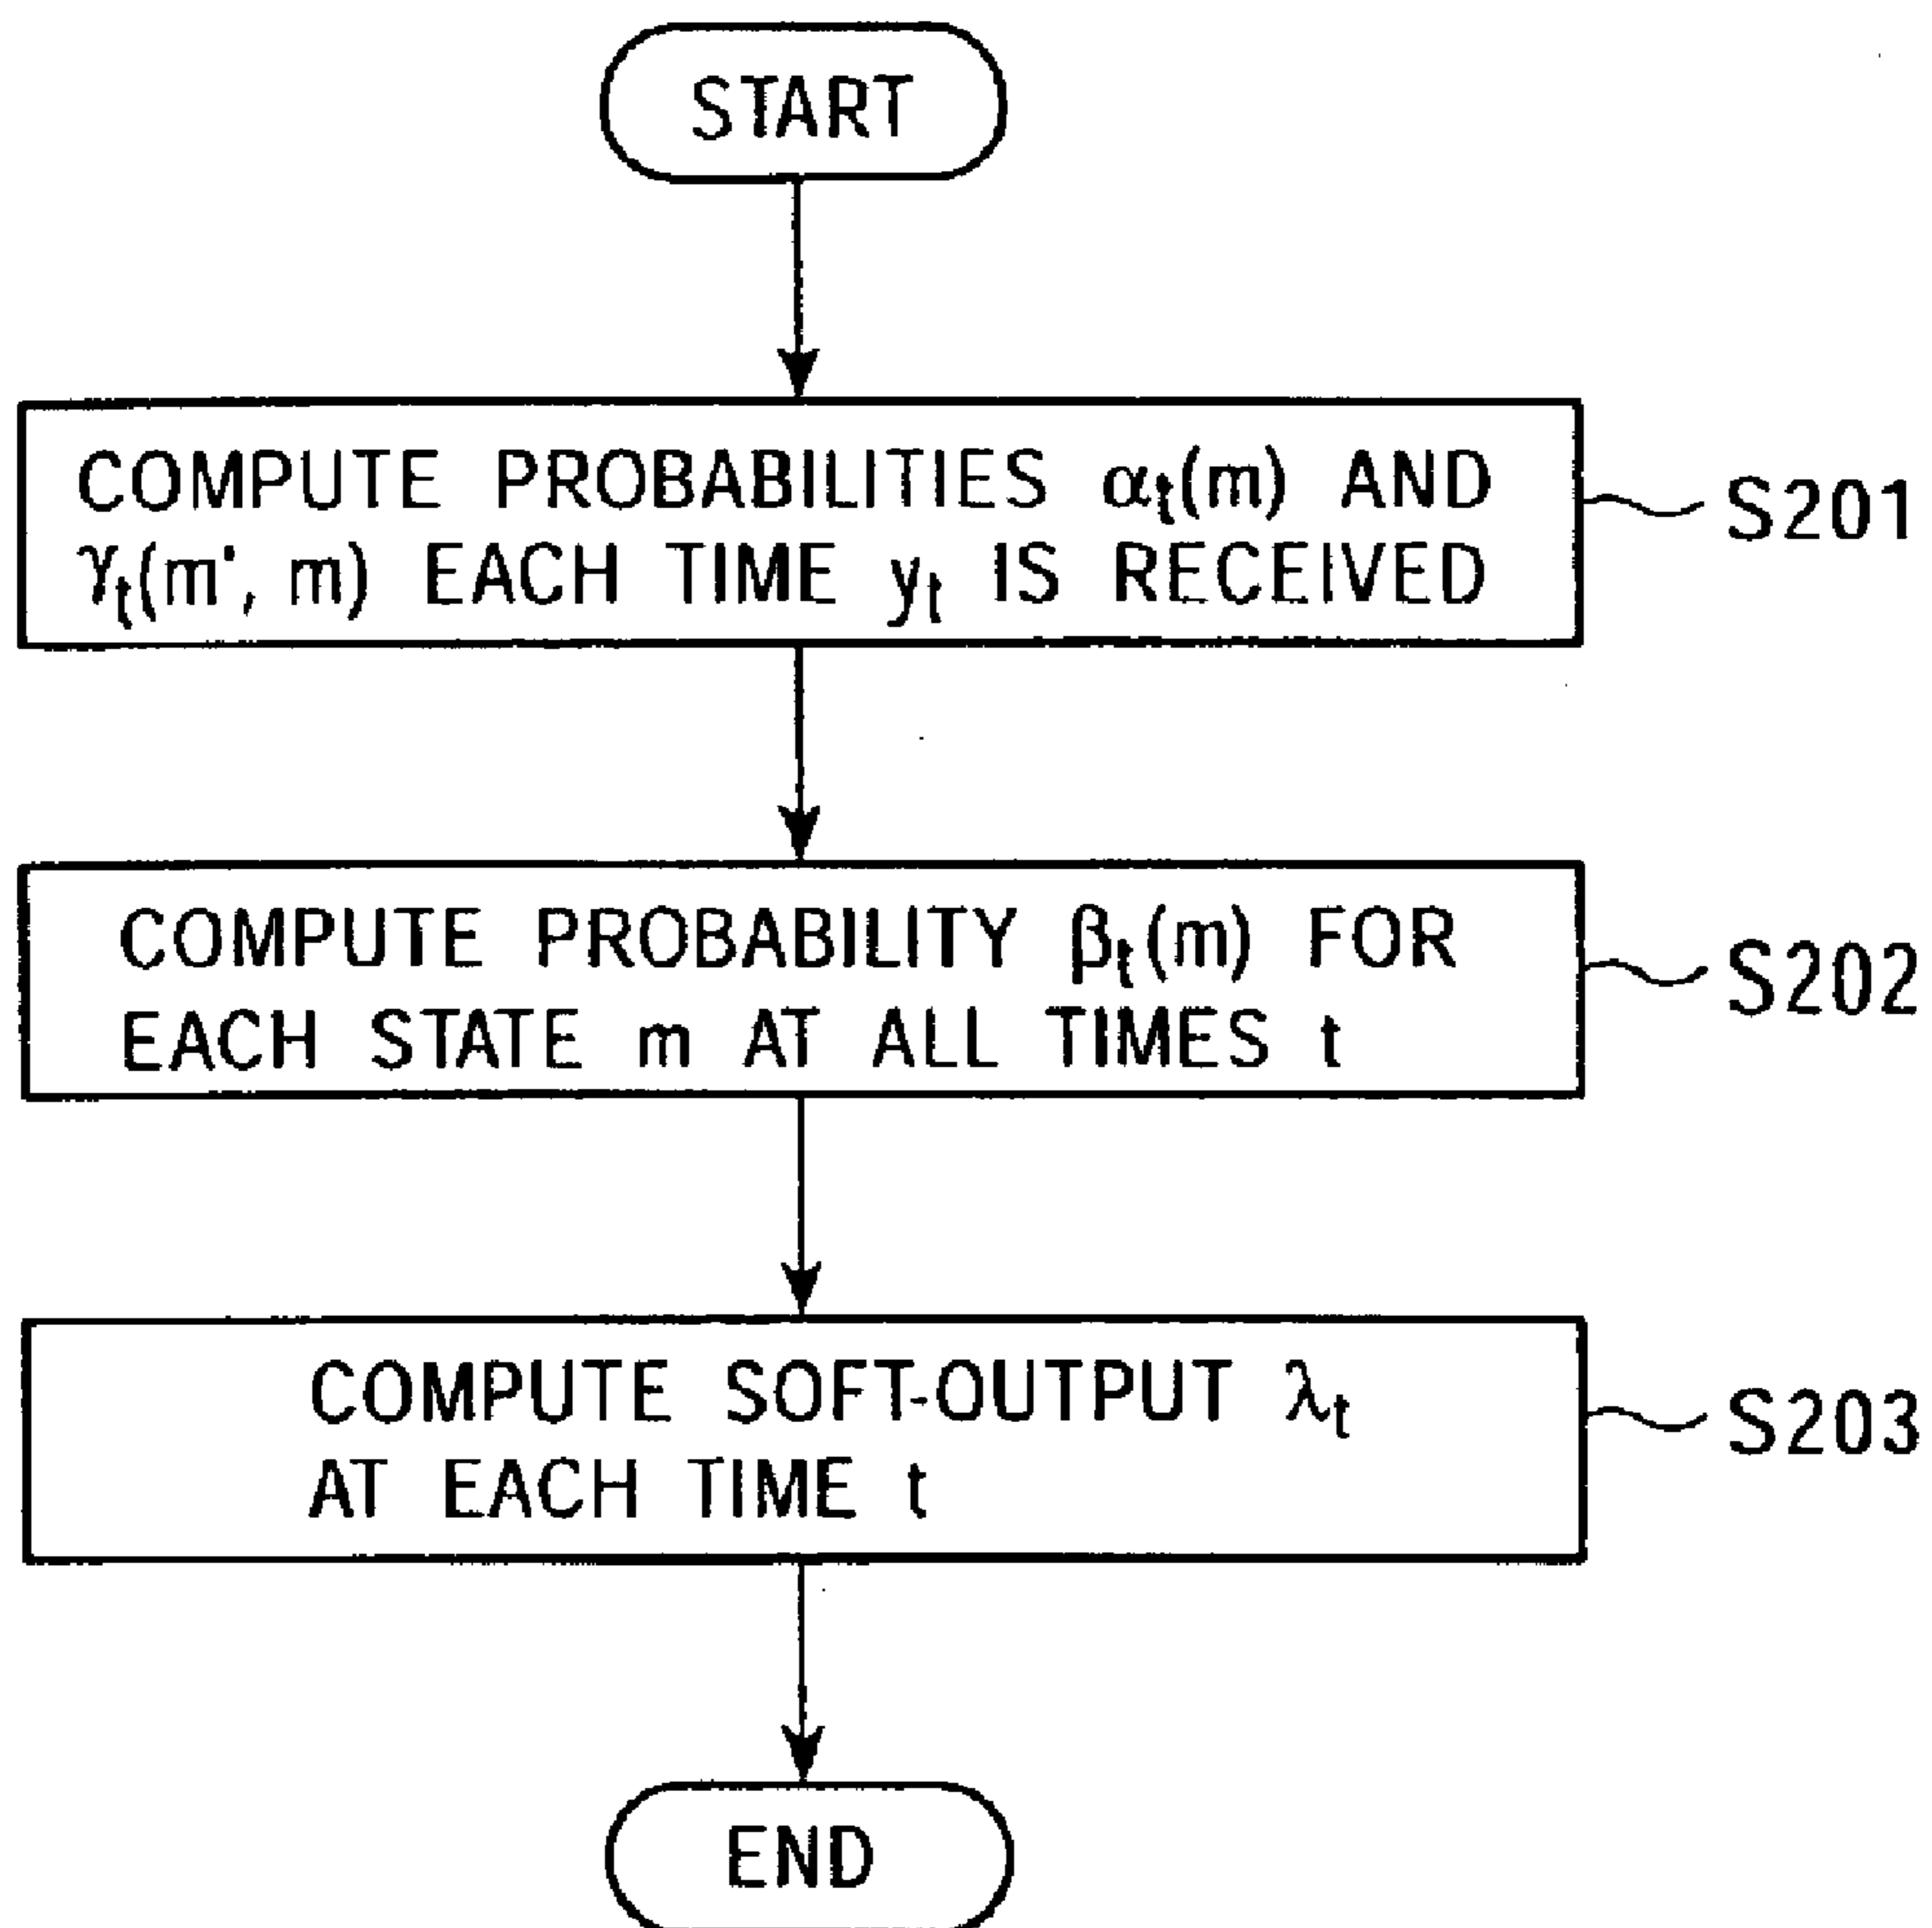 START
COMPUTE PROBABILITIES αt(m) AND
γt(m', m) EACH TIME yt IS RECEIVED
S201
COMPUTE PROBABILITY βt(m) FOR
EACH STATE m AT ALL TIMES t
S202
COMPUTE SOFT-OUTPUT λt
AT EACH TIME t
S203
END